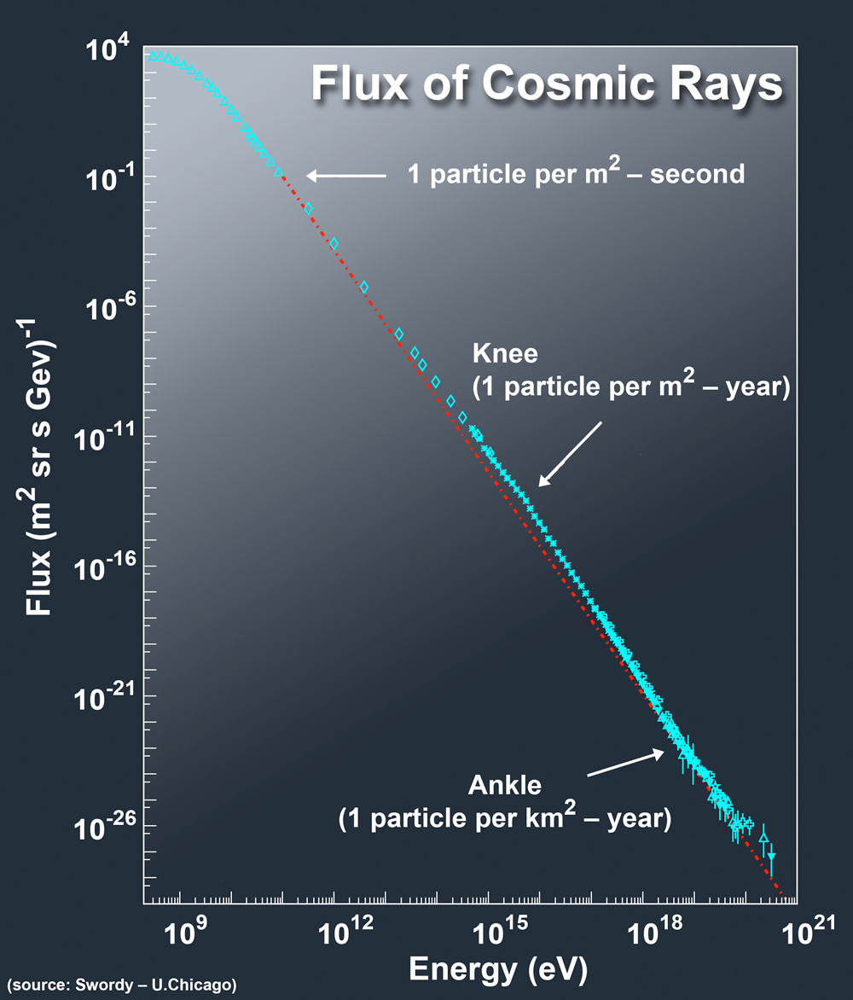 Flux of Cosmic Rays
10⁴
10⁻¹
10⁻⁶
10⁻¹¹
10⁻¹⁶
10⁻²¹
10⁻²⁶
Flux (m² sr s Gev)⁻¹
1 particle per m² – second
Knee
(1 particle per m² – year)
Ankle
(1 particle per km² – year)
10⁹
10¹²
10¹⁵
10¹⁸
10²¹
Energy (eV)
(source: Swordy – U.Chicago)